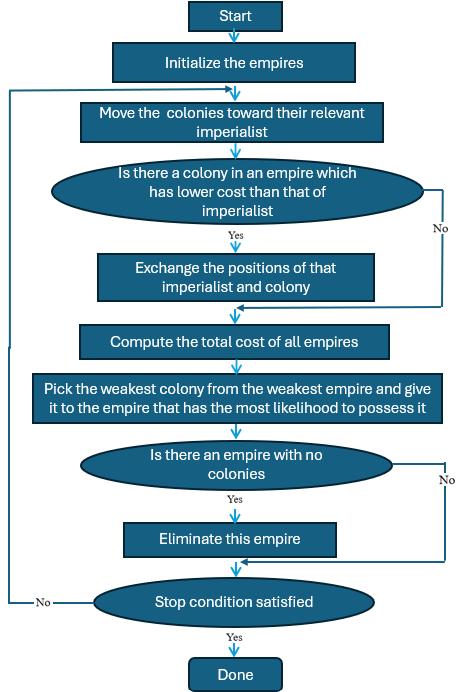 Start
Initialize the empires
Move the colonies toward their relevant
imperialist
Is there a colony in an empire which
has lower cost than that of
imperialist
No
Yes
Exchange the positions of that
imperialist and colony
Compute the total cost of all empires
Pick the weakest colony from the weakest empire and give
it to the empire that has the most likelihood to possess it
Is there an empire with no
colonies
No
Yes
Eliminate this empire
Stop condition satisfied
No
Yes
Done